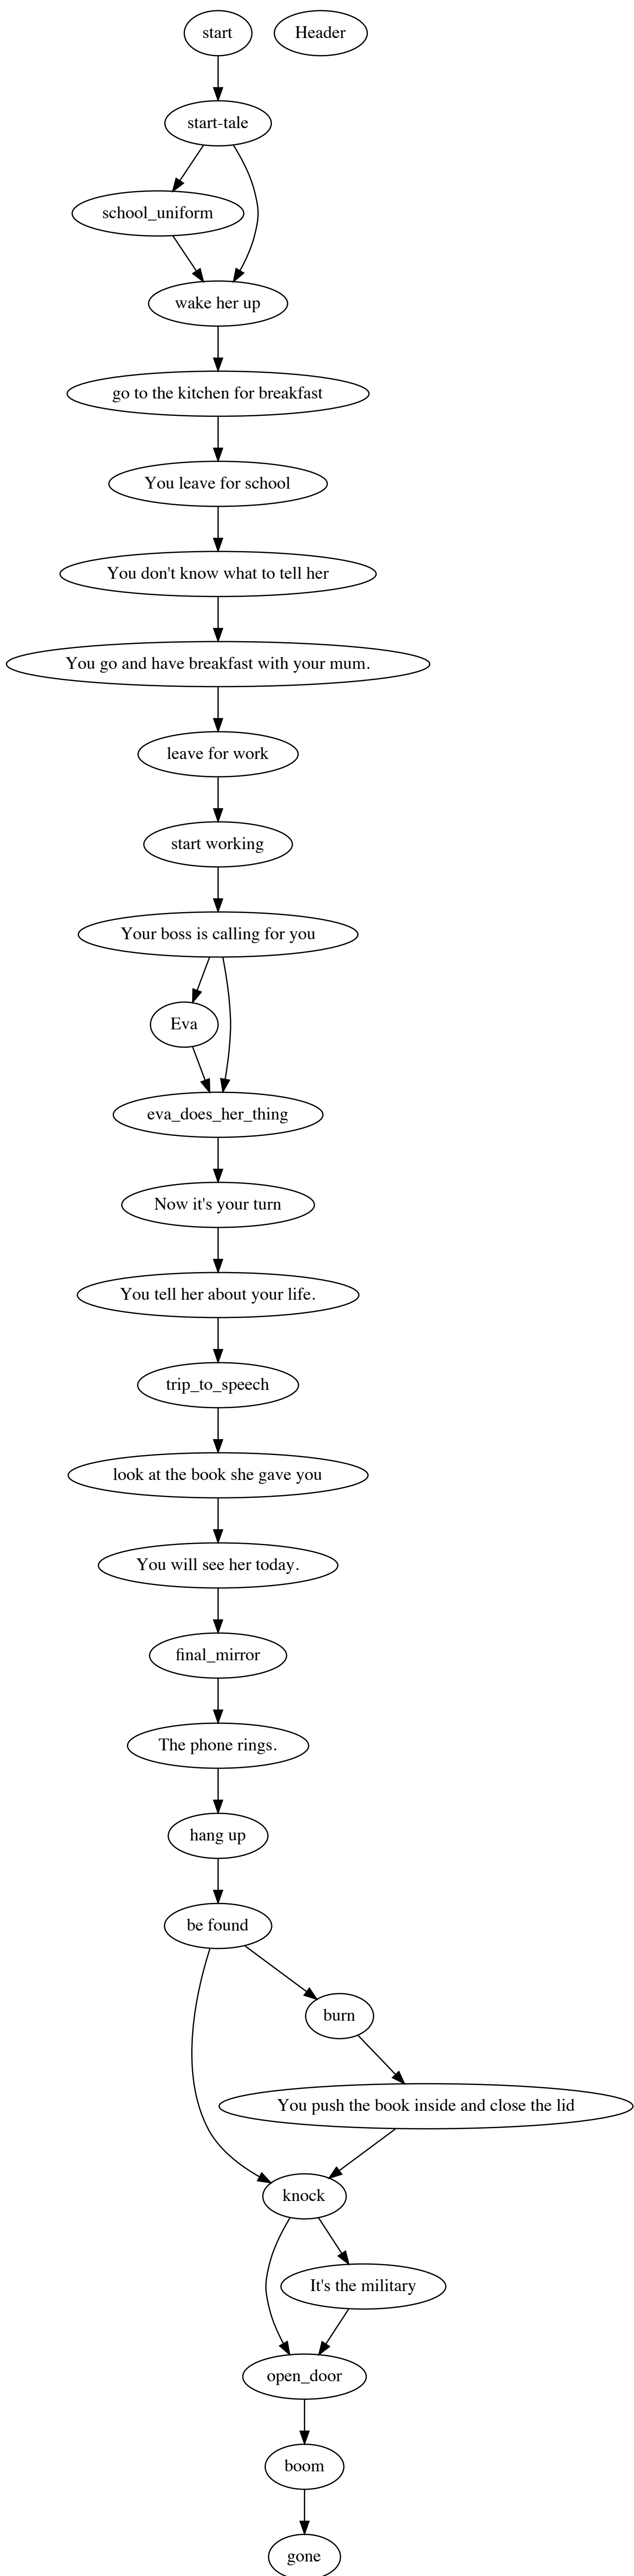 start
Header
start-tale
school_uniform
wake her up
go to the kitchen for breakfast
You leave for school
You don't know what to tell her
You go and have breakfast with your mum.
leave for work
start working
Your boss is calling for you
Eva
eva_does_her_thing
Now it's your turn
You tell her about your life.
trip_to_speech
look at the book she gave you
You will see her today.
final_mirror
The phone rings.
hang up
be found
burn
You push the book inside and close the lid
knock
It's the military
open_door
boom
gone